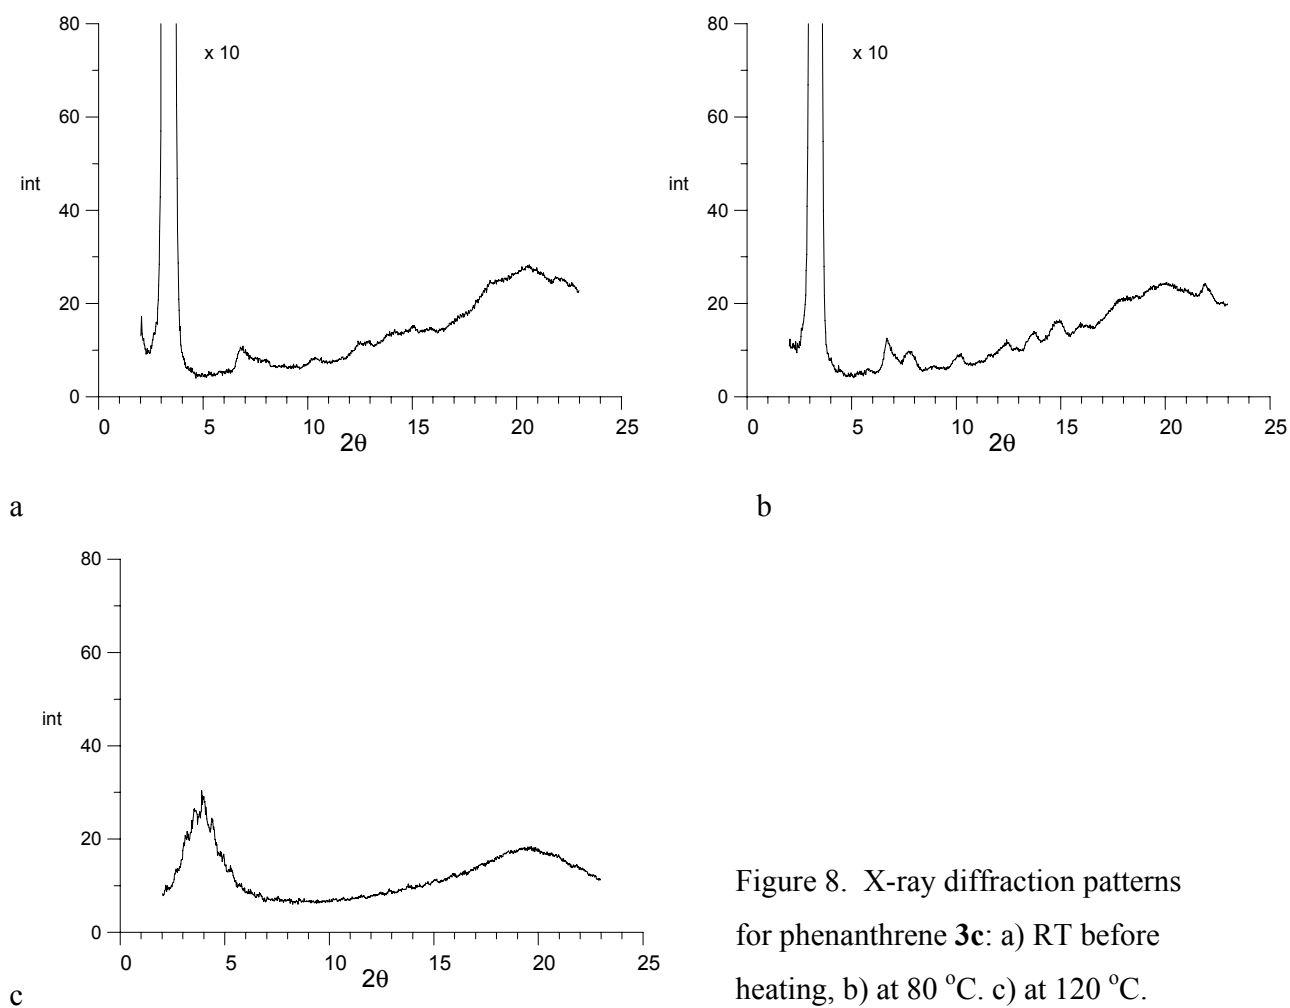 80
x 10
60
int
40
20
0
0 5 10 15 20 25
2θ
a
80
x 10
60
int
40
20
0
0 5 10 15 20 25
2θ
b
80
60
int
40
20
0
0 5 10 15 20 25
2θ
c
Figure 8. X-ray diffraction patterns
for phenanthrene 3c: a) RT before
heating, b) at 80 °C. c) at 120 °C.